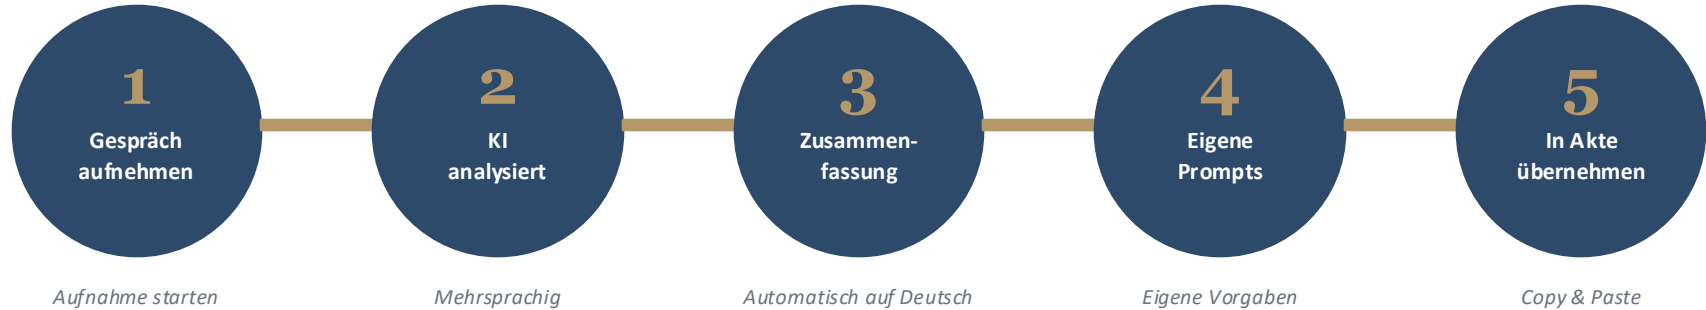 1
Gespräch
aufnehmen
Aufnahme starten
2
KI
analysiert
Mehrsprachig
3
Zusammen-
fassung
Automatisch auf Deutsch
4
Eigene
Prompts
Eigene Vorgaben
5
In Akte
übernehmen
Copy & Paste